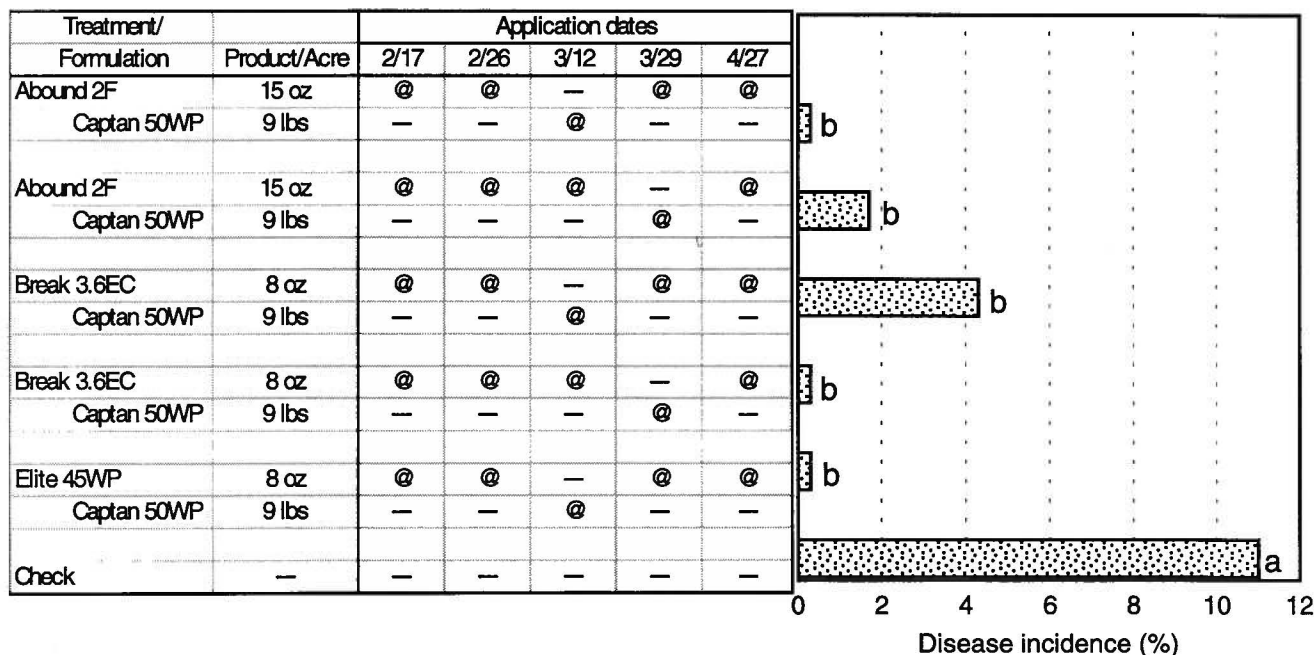 Treatment/ Application dates
Formulation Product/Acre 2/17 2/26 3/12 3/29 4/27
Abound 2F 15 oz @ @ — @ @
Captan 50WP 9 lbs — — @ — —
b
Abound 2F 15 oz @ @ @ — @
Captan 50WP 9 lbs — — — @ —
b
Break 3.6EC 8 oz @ @ — @ @
Captan 50WP 9 lbs — — @ — —
b
Break 3.6EC 8 oz @ @ @ — @
Captan 50WP 9 lbs — — — @ —
b
Elite 45WP 8 oz @ @ — @ @
Captan 50WP 9 lbs — — @ — —
b
Check — — — — — —
a
0 2 4 6 8 10 12
Disease incidence (%)